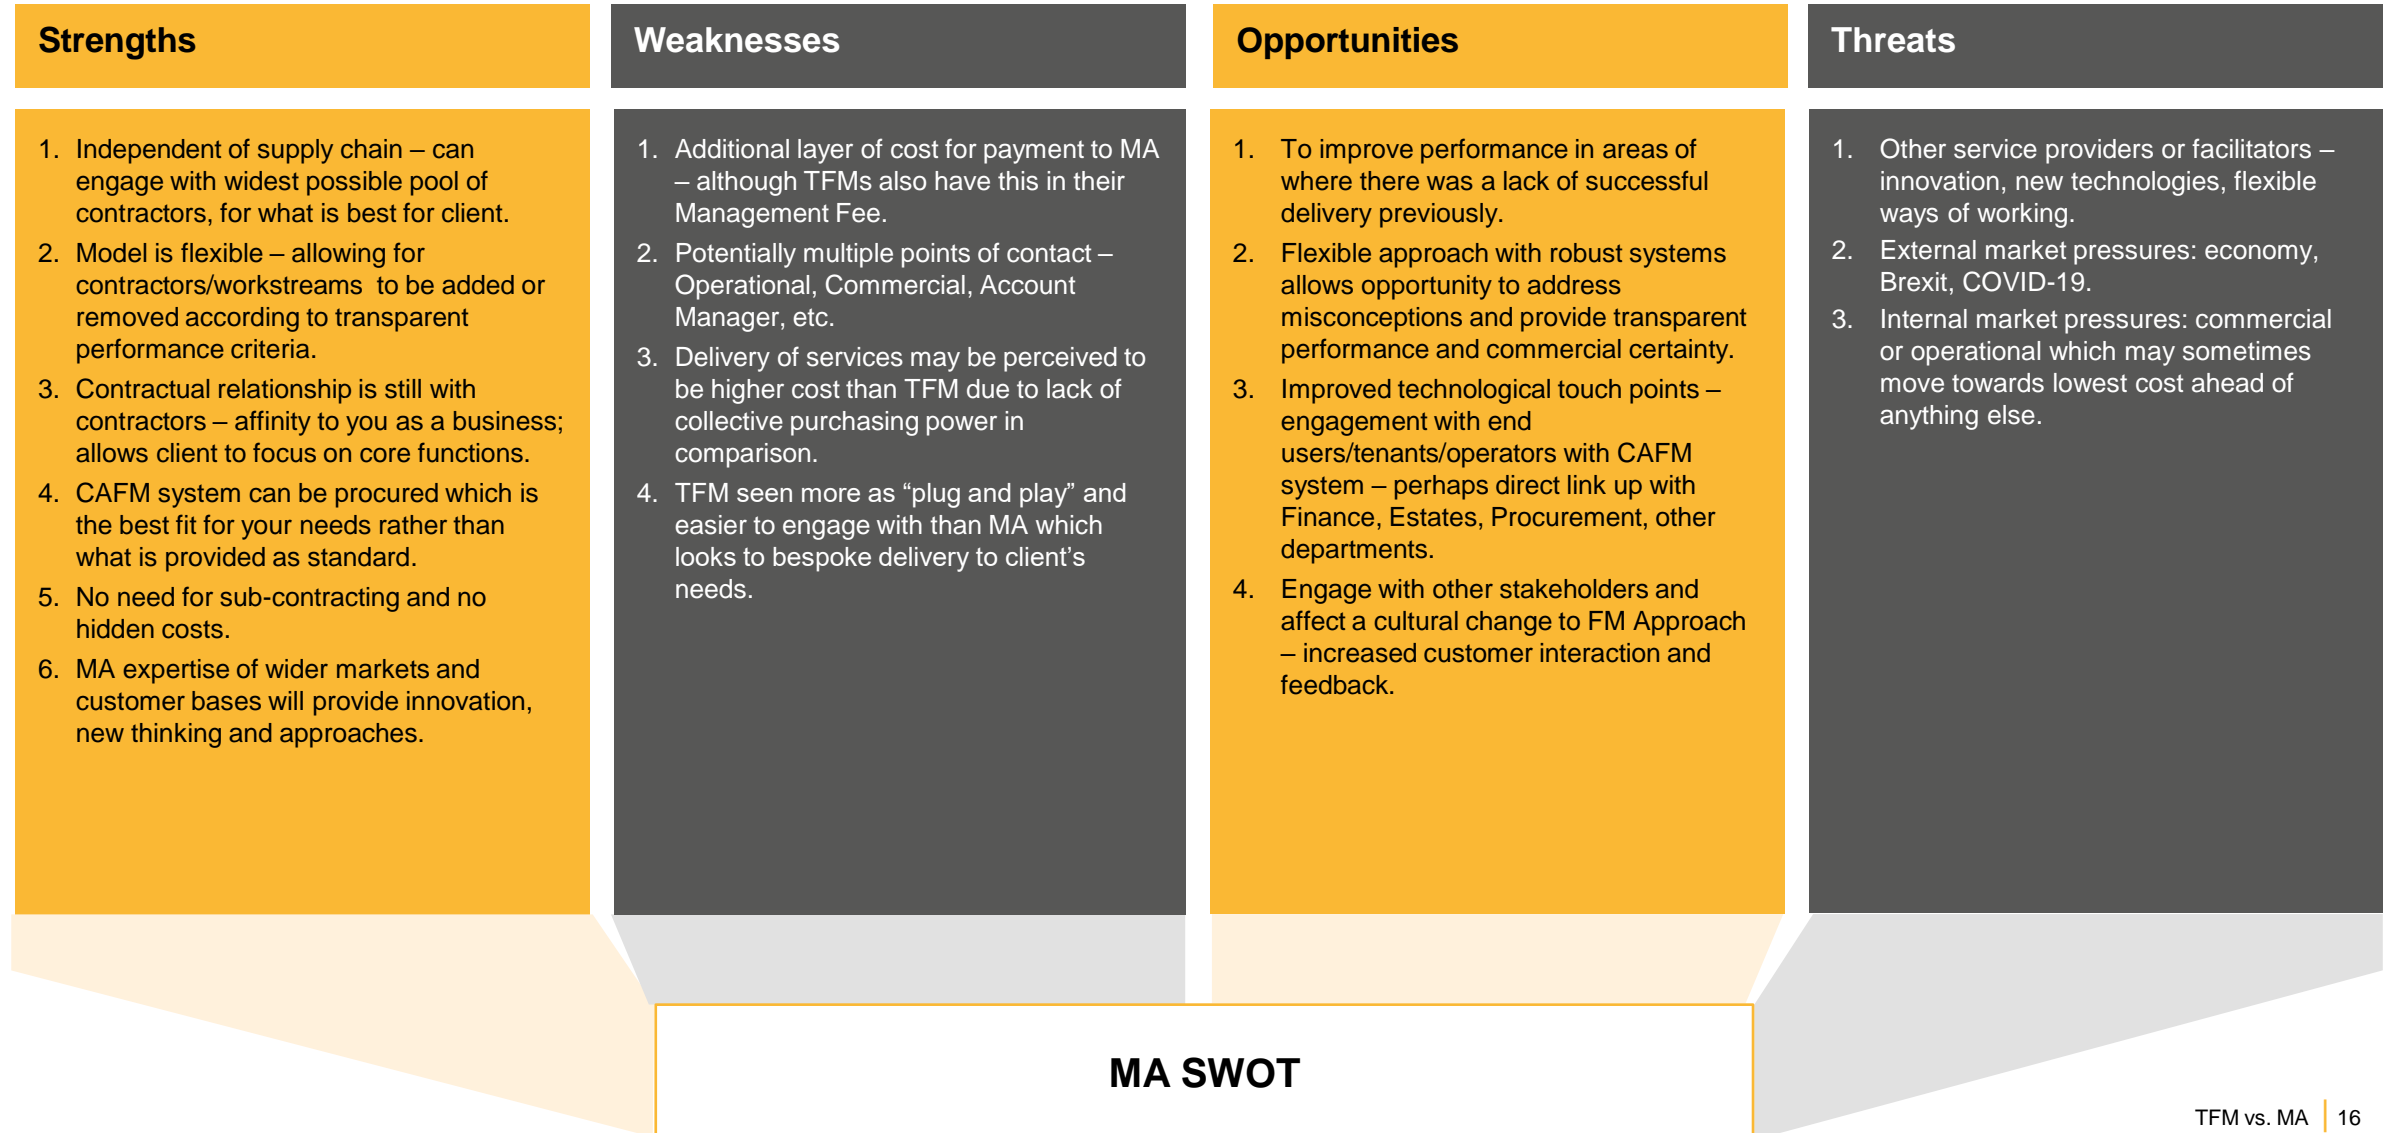 Strengths
1. Independent of supply chain – can
engage with widest possible pool of
contractors, for what is best for client.
2. Model is flexible – allowing for
contractors/workstreams  to be added or
removed according to transparent
performance criteria.
3. Contractual relationship is still with
contractors – affinity to you as a business;
allows client to focus on core functions.
4. CAFM system can be procured which is
the best fit for your needs rather than
what is provided as standard.
5. No need for sub-contracting and no
hidden costs.
6. MA expertise of wider markets and
customer bases will provide innovation,
new thinking and approaches.
Weaknesses
1. Additional layer of cost for payment to MA
– although TFMs also have this in their
Management Fee.
2. Potentially multiple points of contact –
Operational, Commercial, Account
Manager, etc.
3. Delivery of services may be perceived to
be higher cost than TFM due to lack of
collective purchasing power in
comparison.
4. TFM seen more as “plug and play” and
easier to engage with than MA which
looks to bespoke delivery to client’s
needs.
Opportunities
1. To improve performance in areas of
where there was a lack of successful
delivery previously.
2. Flexible approach with robust systems
allows opportunity to address
misconceptions and provide transparent
performance and commercial certainty.
3. Improved technological touch points –
engagement with end
users/tenants/operators with CAFM
system – perhaps direct link up with
Finance, Estates, Procurement, other
departments.
4. Engage with other stakeholders and
affect a cultural change to FM Approach
– increased customer interaction and
feedback.
Threats
1. Other service providers or facilitators –
innovation, new technologies, flexible
ways of working.
2. External market pressures: economy,
Brexit, COVID-19.
3. Internal market pressures: commercial
or operational which may sometimes
move towards lowest cost ahead of
anything else.
MA SWOT
TFM vs. MA 16